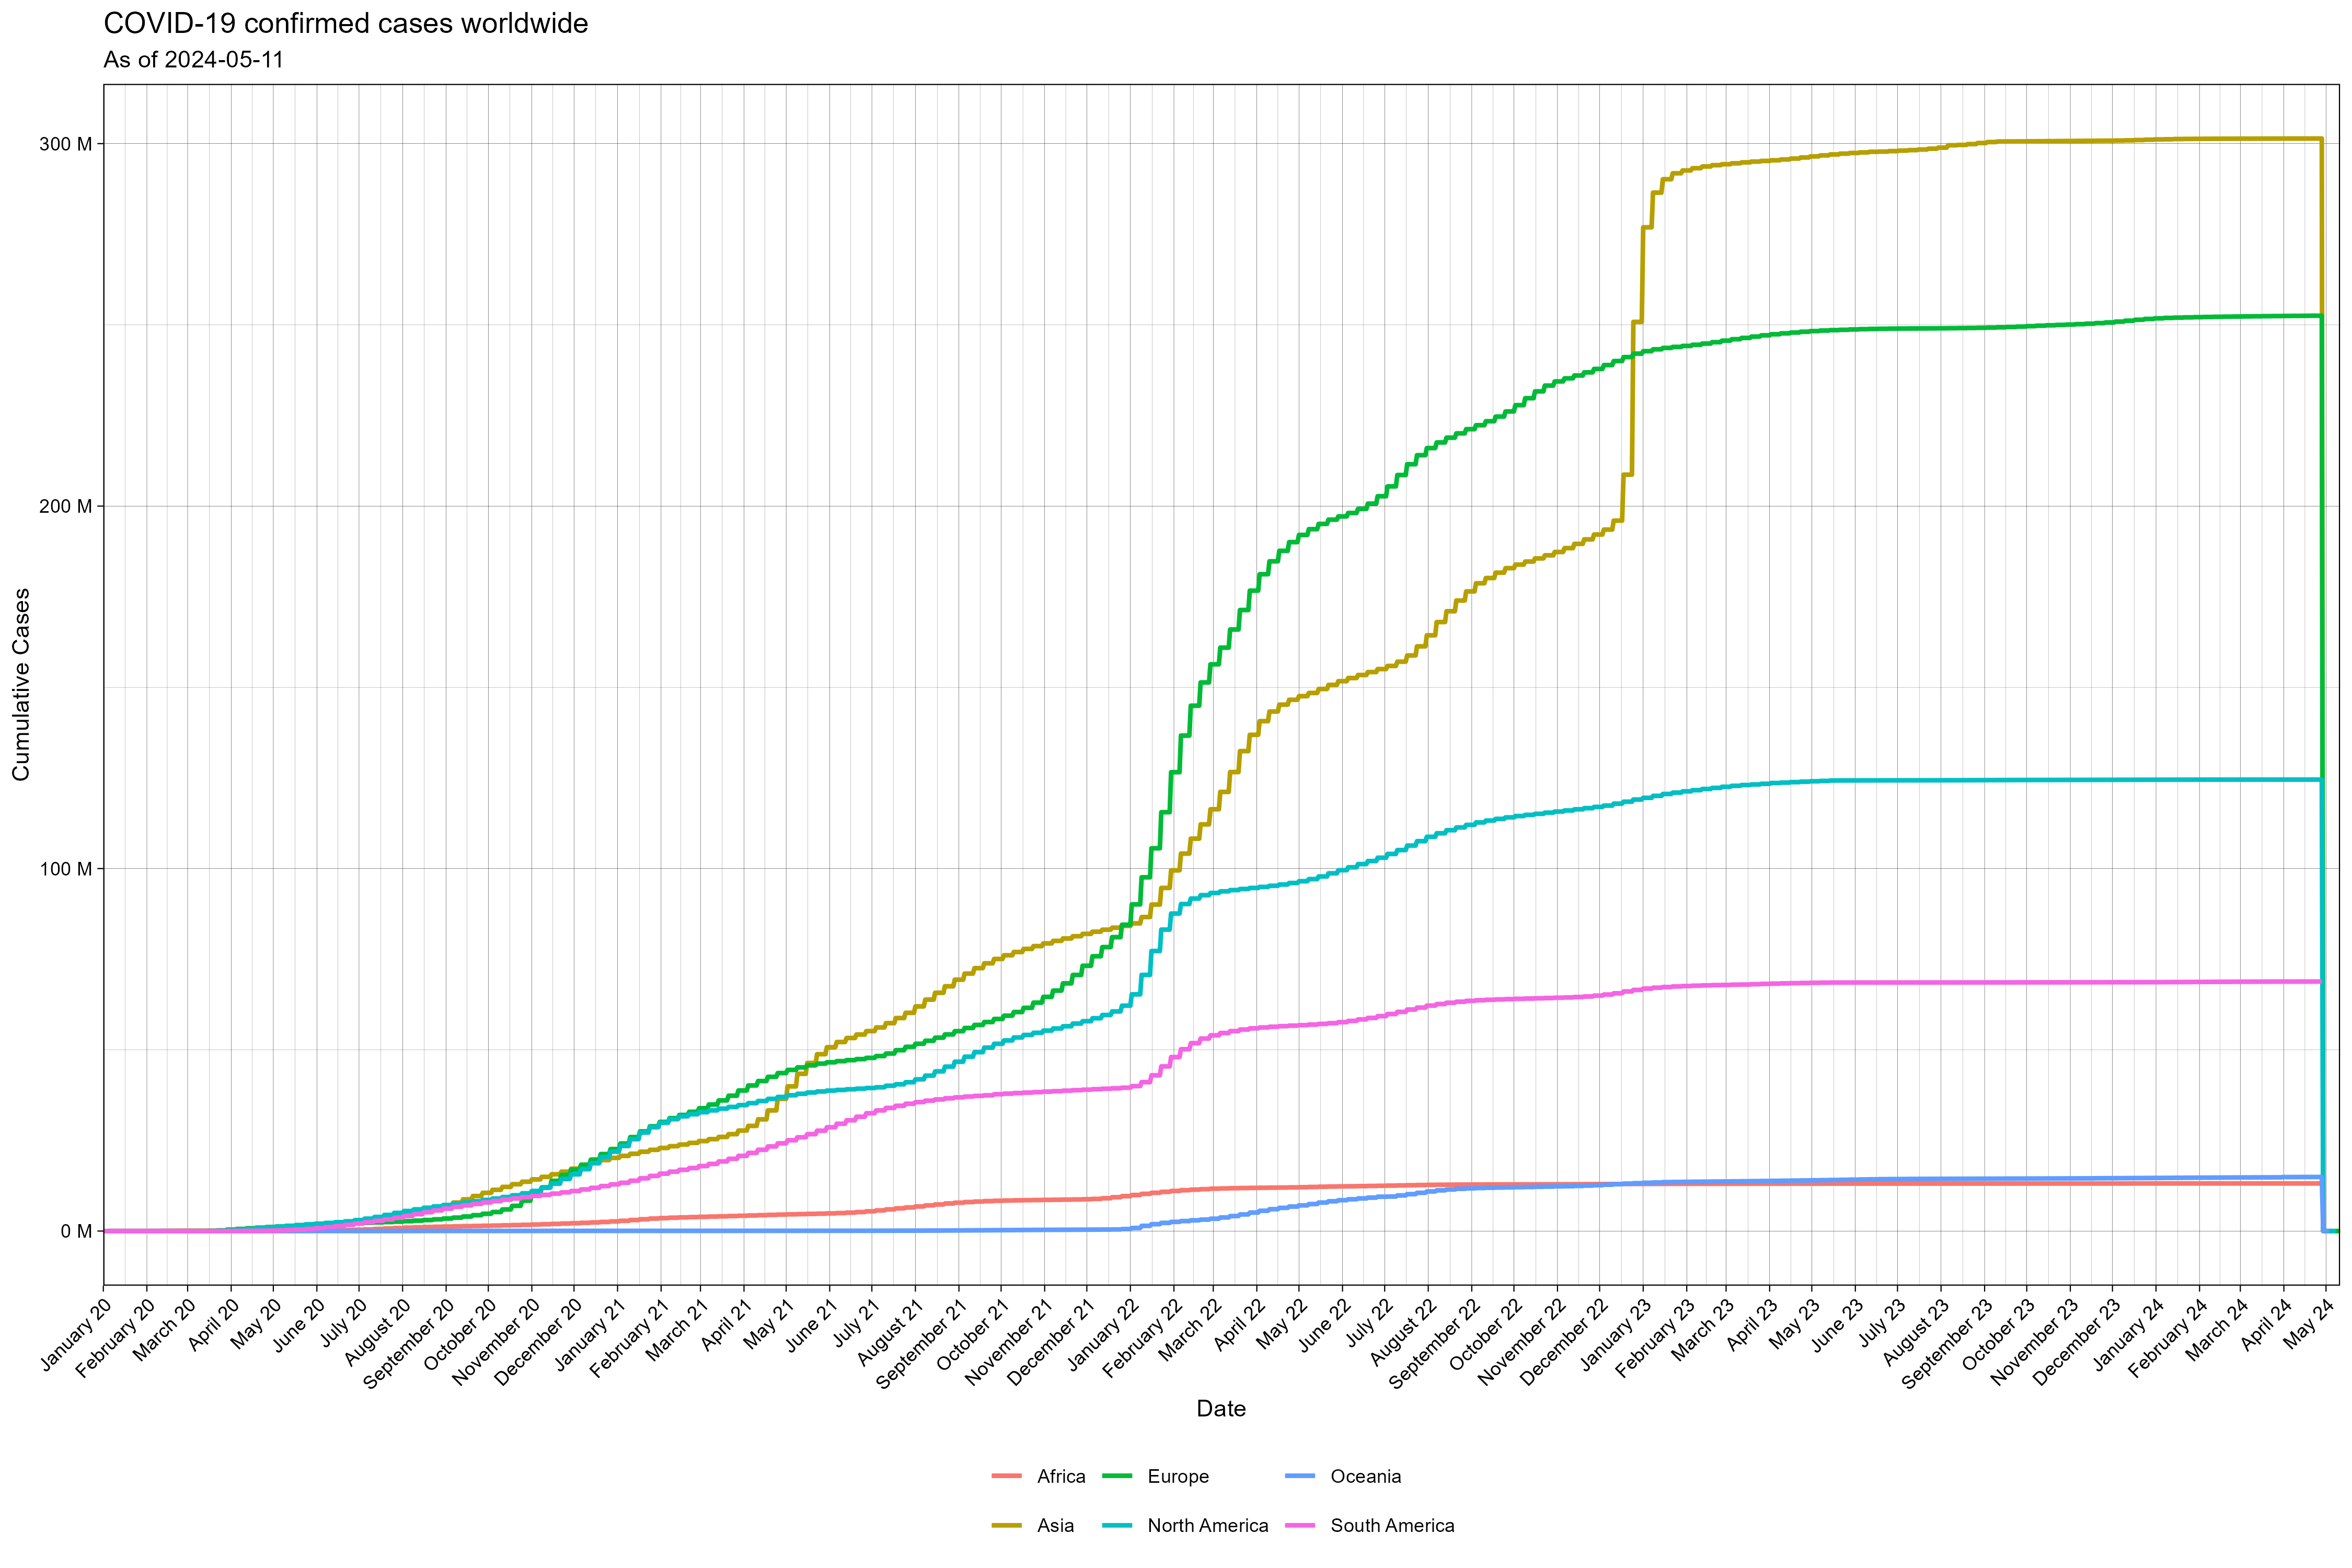 COVID-19 confirmed cases worldwide
As of 2024-05-11
300 M
200 M
100 M
0 M
Cumulative Cases
January 20
February 20
March 20
April 20
May 20
June 20
July 20
August 20
September 20
October 20
November 20
December 20
January 21
February 21
March 21
April 21
May 21
June 21
July 21
August 21
September 21
October 21
November 21
December 21
January 22
February 22
March 22
April 22
May 22
June 22
July 22
August 22
September 22
October 22
November 22
December 22
January 23
February 23
March 23
April 23
May 23
June 23
July 23
August 23
September 23
October 23
November 23
December 23
January 24
February 24
March 24
April 24
May 24
Date
Africa
Europe
Oceania
Asia
North America
South America